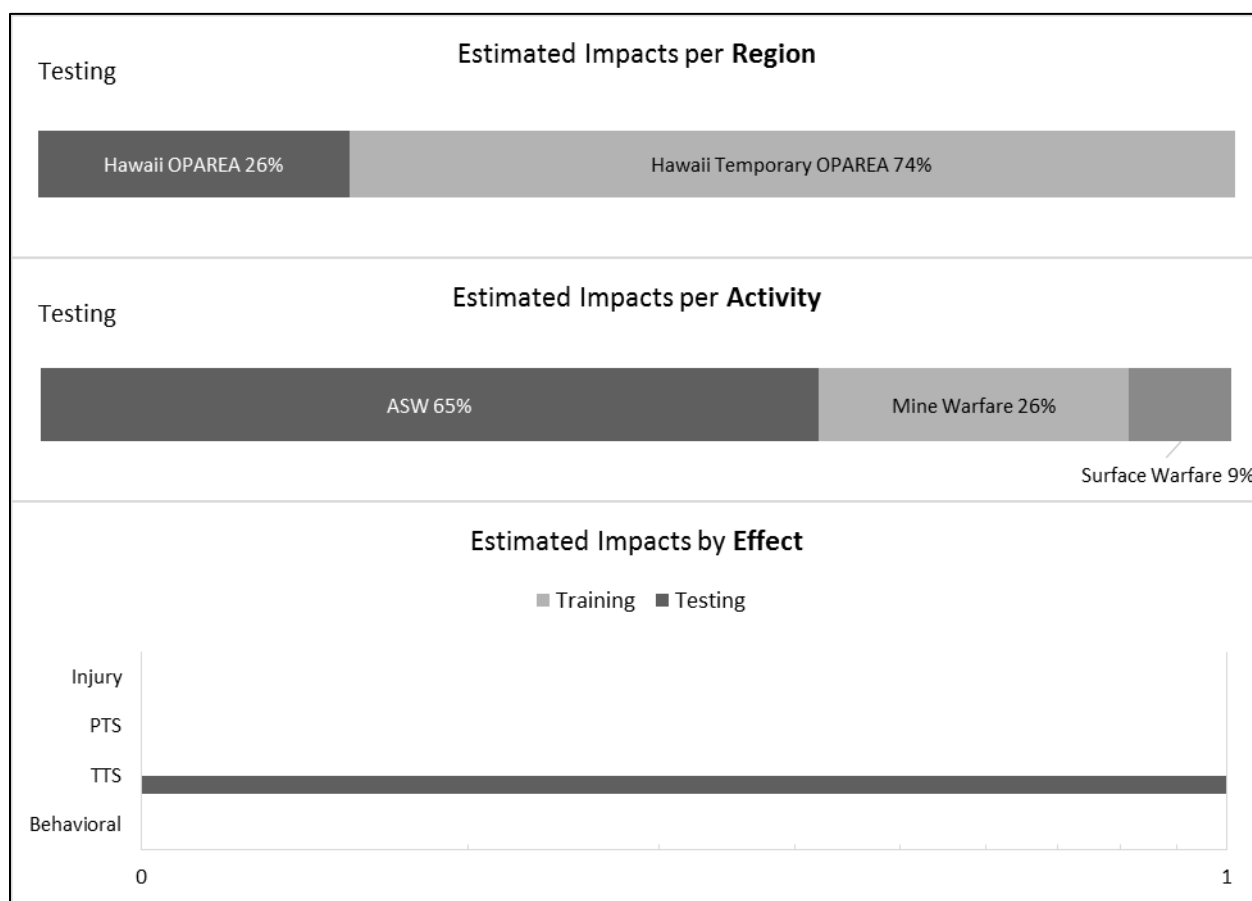 Estimated Impacts per Region
Testing
Hawaii OPAREA 26%
Hawaii Temporary OPAREA 74%
Estimated Impacts per Activity
Testing
ASW 65%
Mine Warfare 26%
Surface Warfare 9%
Estimated Impacts by Effect
Training
Testing
Injury
PTS
TTS
Behavioral
0
1